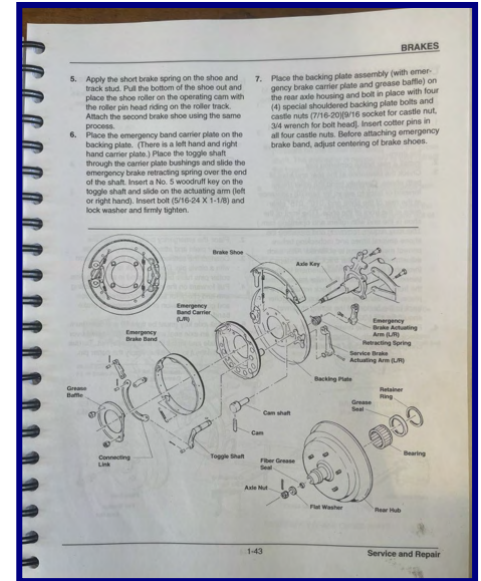 BRAKES
5. Apply the short brake spring on the shoe and
track stud. Pull the bottom of the shoe out and
place the shoe roller on the operating cam with
the roller pin head riding on the roller track.
Attach the second brake shoe using the same
process.
6. Place the emergency band carrier plate on the
backing plate. (There is a left hand and right
hand carrier plate.) Place the toggle shaft
through the carrier plate bushings and slide the
emergency brake retracting spring over the end
of the shaft. Insert a No. 5 woodruff key on the
toggle shaft and slide on the actuating arm (left
or right hand). Insert bolt (5/16-24 X 1-1/8) and
lock washer and firmly tighten.
7. Place the backing plate assembly (with emer-
gency brake carrier plate and grease baffle) on
the rear axle housing and bolt in place with four
(4) special shouldered backing plate bolts and
castle nuts (7/16-20)[9/16 socket for castle nut,
3/4 wrench for bolt head]. Insert cotter pins in
all four castle nuts. Before attaching emergency
brake band, adjust centering of brake shoes.
Brake Shoe
Axle Key
Emergency
Band Carrier
(L/R)
Emergency
Brake Band
Emergency
Brake Actuating
Arm (L/R)
Retracting Spring
Service Brake
Actuating Arm (L/R)
Backing Plate
Grease
Baffle
Retainer
Ring
Grease
Seal
Cam shaft
Cam
Bearing
Connecting
Link
Toggle Shaft
Fiber Grease
Seal
Axle Nut
Flat Washer
Rear Hub
1-43
Service and Repair